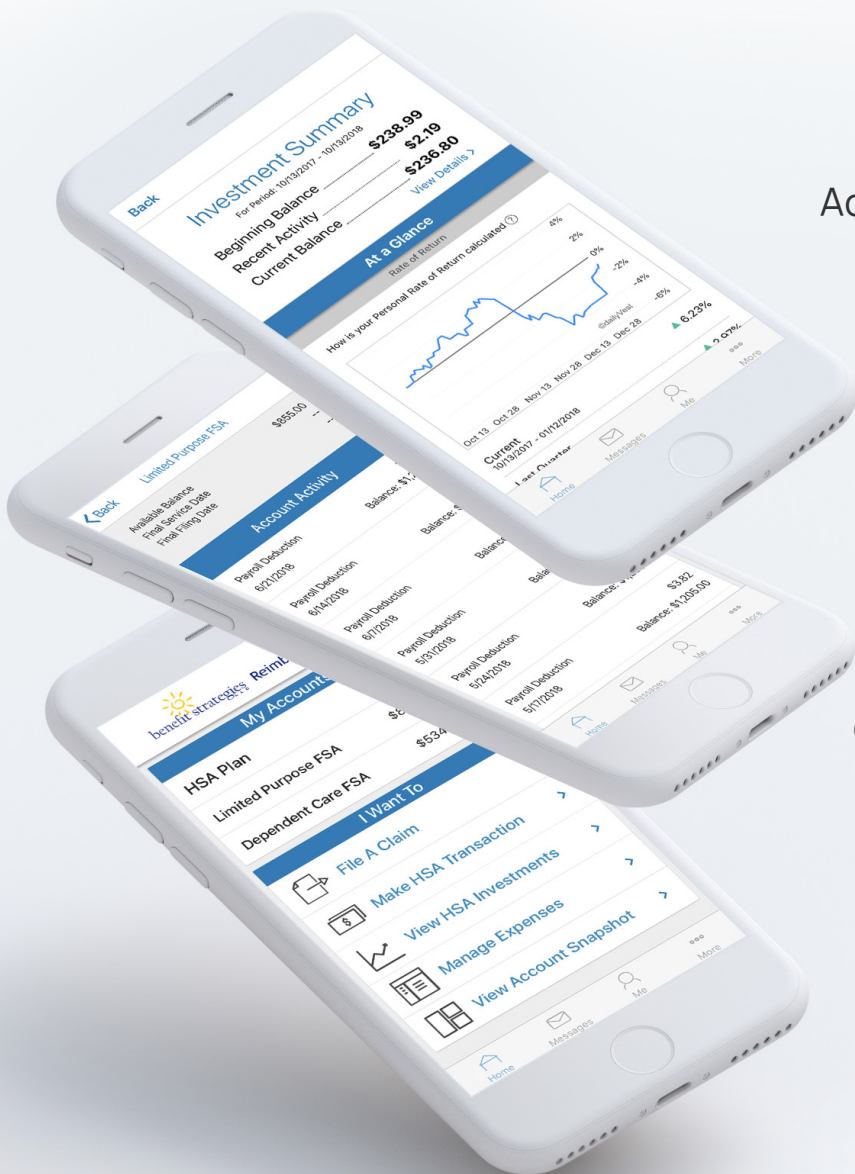 Back
Investment Summary
For Period: 10/13/2017 - 10/13/2018
Beginning Balance $238.99
Recent Activity $2.19
Current Balance $236.80
View Details >
At a Glance
Rate of Return
How is your Personal Rate of Return calculated ?
4%
2%
0%
-2%
-4%
-6%
Oct 13 Oct 28 Nov 13 Nov 28 Dec 13 Dec 28
Current ▲ 6.23%
10/13/2017 - 01/12/2018
Last Quarter ▲ 2.97%
Home Messages Me More
Back Limited Purpose FSA
Available Balance $855.00
Final Service Date --
Final Filing Date --
Account Activity
Payroll Deduction
6/21/2018
Payroll Deduction
6/14/2018
Payroll Deduction
6/7/2018
Payroll Deduction
5/31/2018
Payroll Deduction
5/24/2018
Payroll Deduction $3.82
5/17/2018 Balance: $1,205.00
Home Messages Me More
benefit strategies
My Accounts
HSA Plan
Limited Purpose FSA
Dependent Care FSA
I Want To
File A Claim >
Make HSA Transaction >
View HSA Investments >
Manage Expenses >
View Account Snapshot >
Home Messages Me More